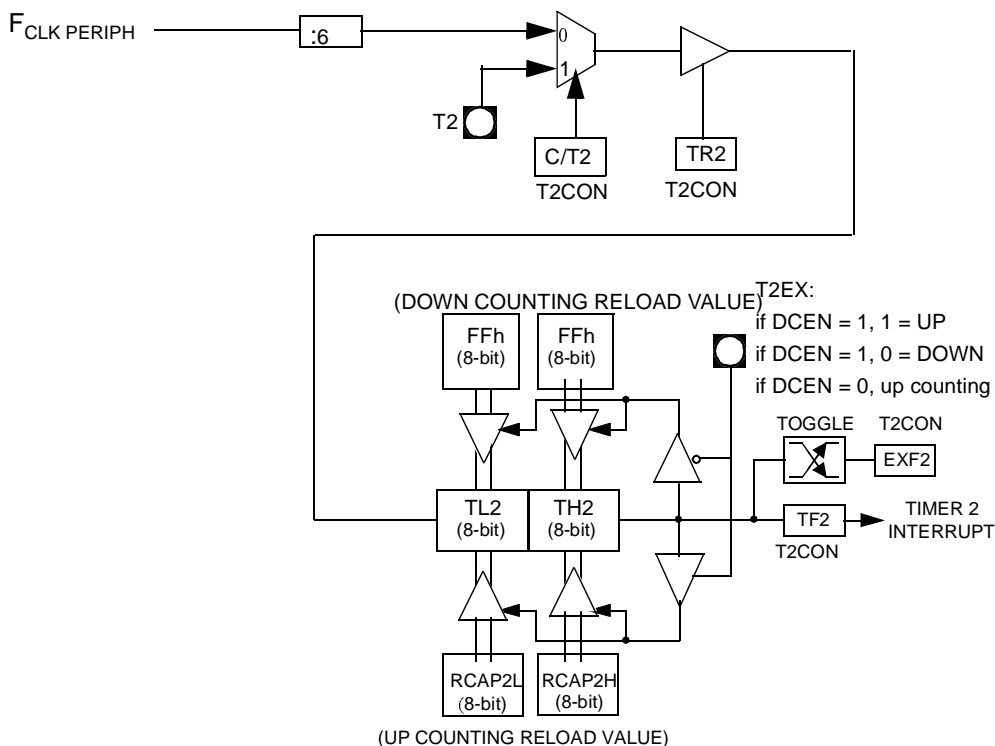 FCLK PERIPH
:6
0
1
T2
C/T2
T2CON
TR2
T2CON
(DOWN COUNTING RELOAD VALUE)
T2EX:
if DCEN = 1, 1 = UP
if DCEN = 1, 0 = DOWN
if DCEN = 0, up counting
FFh
(8-bit)
FFh
(8-bit)
TOGGLE
T2CON
EXF2
TL2
(8-bit)
TH2
(8-bit)
TF2
T2CON
TIMER 2
INTERRUPT
RCAP2L
(8-bit)
RCAP2H
(8-bit)
(UP COUNTING RELOAD VALUE)